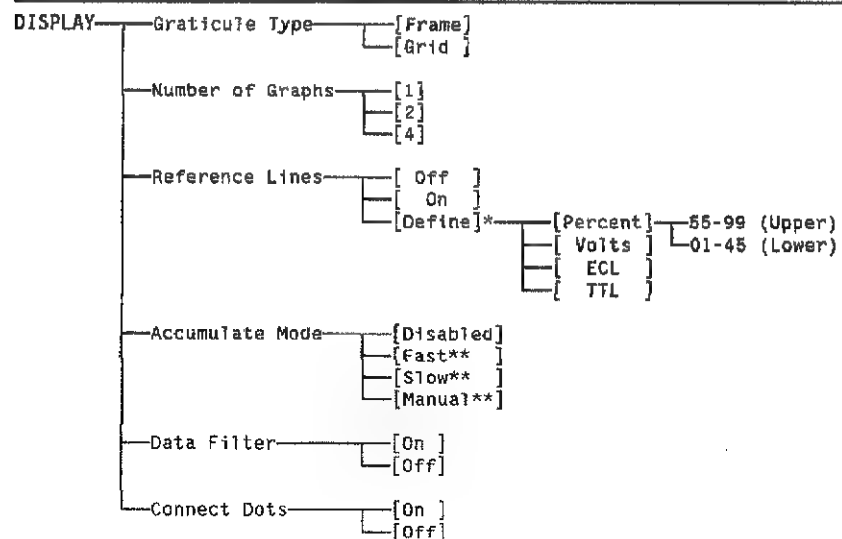 DISPLAY Graticule Type [Frame]
[Grid ]
Number of Graphs [1]
[2]
[4]
Reference Lines [ Off ]
[ On ]
[Define]* [Percent] 55-99 (Upper)
[ Volts ] 01-45 (Lower)
[ ECL ]
[ TTL ]
Accumulate Mode [Disabled]
[Fast** ]
[Slow** ]
[Manual**]
Data Filter [On ]
[Off]
Connect Dots [On ]
[Off]